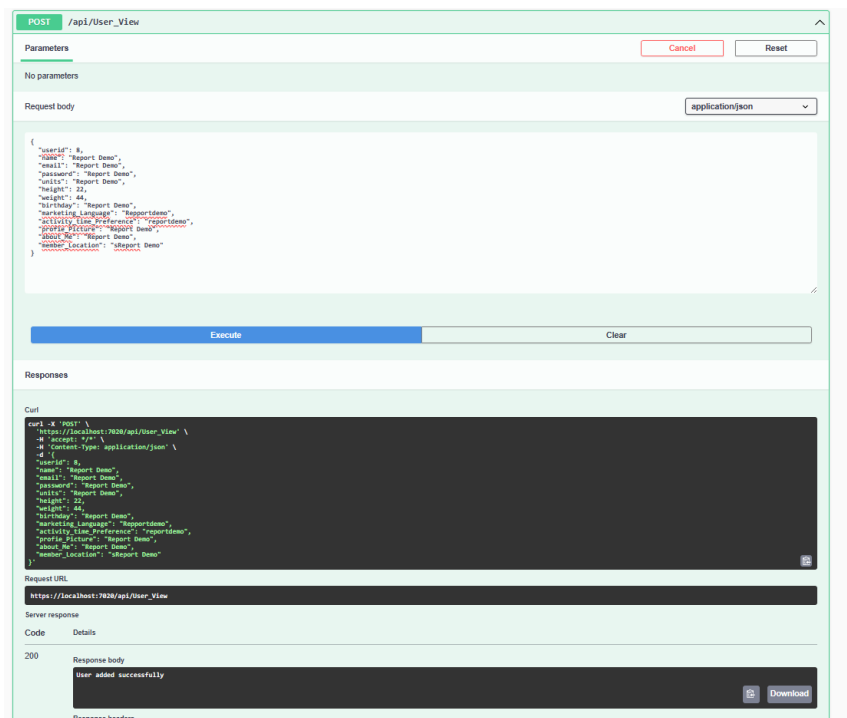 POST /api/User_View
Parameters
Cancel
Reset
No parameters
Request body
application/json
{
"userid": 8,
"name": "Report Demo",
"email": "Report Demo",
"password": "Report Demo",
"units": "Report Demo",
"height": 22,
"weight": 44,
"birthday": "Report Demo",
"marketing_Language": "Repportdemo",
"activity_time_Preference": "reportdemo",
"profie_Picture": "Report Demo",
"about_Me": "Report Demo",
"member_Location": "sReport Demo"
}
Execute
Clear
Responses
Curl
curl -X 'POST' \
'https://localhost:7020/api/User_View' \
-H 'accept: */*' \
-H 'Content-Type: application/json' \
-d '{
"userid": 8,
"name": "Report Demo",
"email": "Report Demo",
"password": "Report Demo",
"units": "Report Demo",
"height": 22,
"weight": 44,
"birthday": "Report Demo",
"marketing_Language": "Repportdemo",
"activity_time_Preference": "reportdemo",
"profie_Picture": "Report Demo",
"about_Me": "Report Demo",
"member_Location": "sReport Demo"
}'
Request URL
https://localhost:7020/api/User_View
Server response
Code Details
200
Response body
User added successfully
Download
Response headers